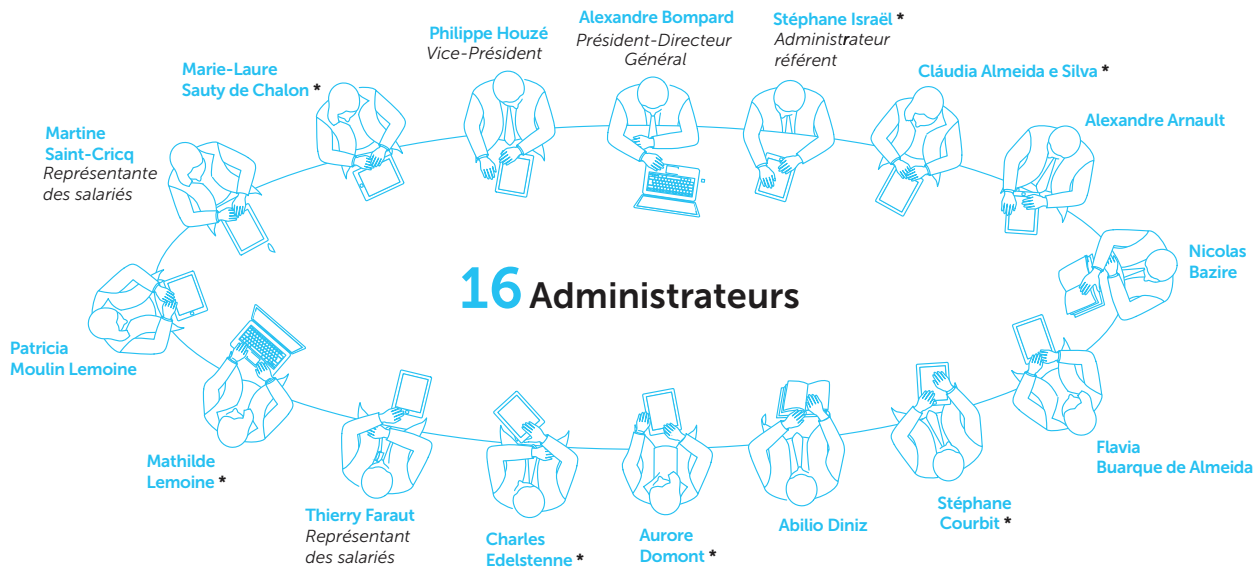 Alexandre Bompard
Président-Directeur
Général
Philippe Houzé
Vice-Président
Stéphane Israël *
Administrateur
référent
Marie-Laure
Sauty de Chalon *
Cláudia Almeida e Silva *
Martine
Saint-Cricq
Représentante
des salariés
Alexandre Arnault
Nicolas
Bazire
16 Administrateurs
Patricia
Moulin Lemoine
Flavia
Buarque de Almeida
Mathilde
Lemoine *
Stéphane
Courbit *
Thierry Faraut
Représentant
des salariés
Charles
Edelstenne *
Aurore
Domont *
Abilio Diniz